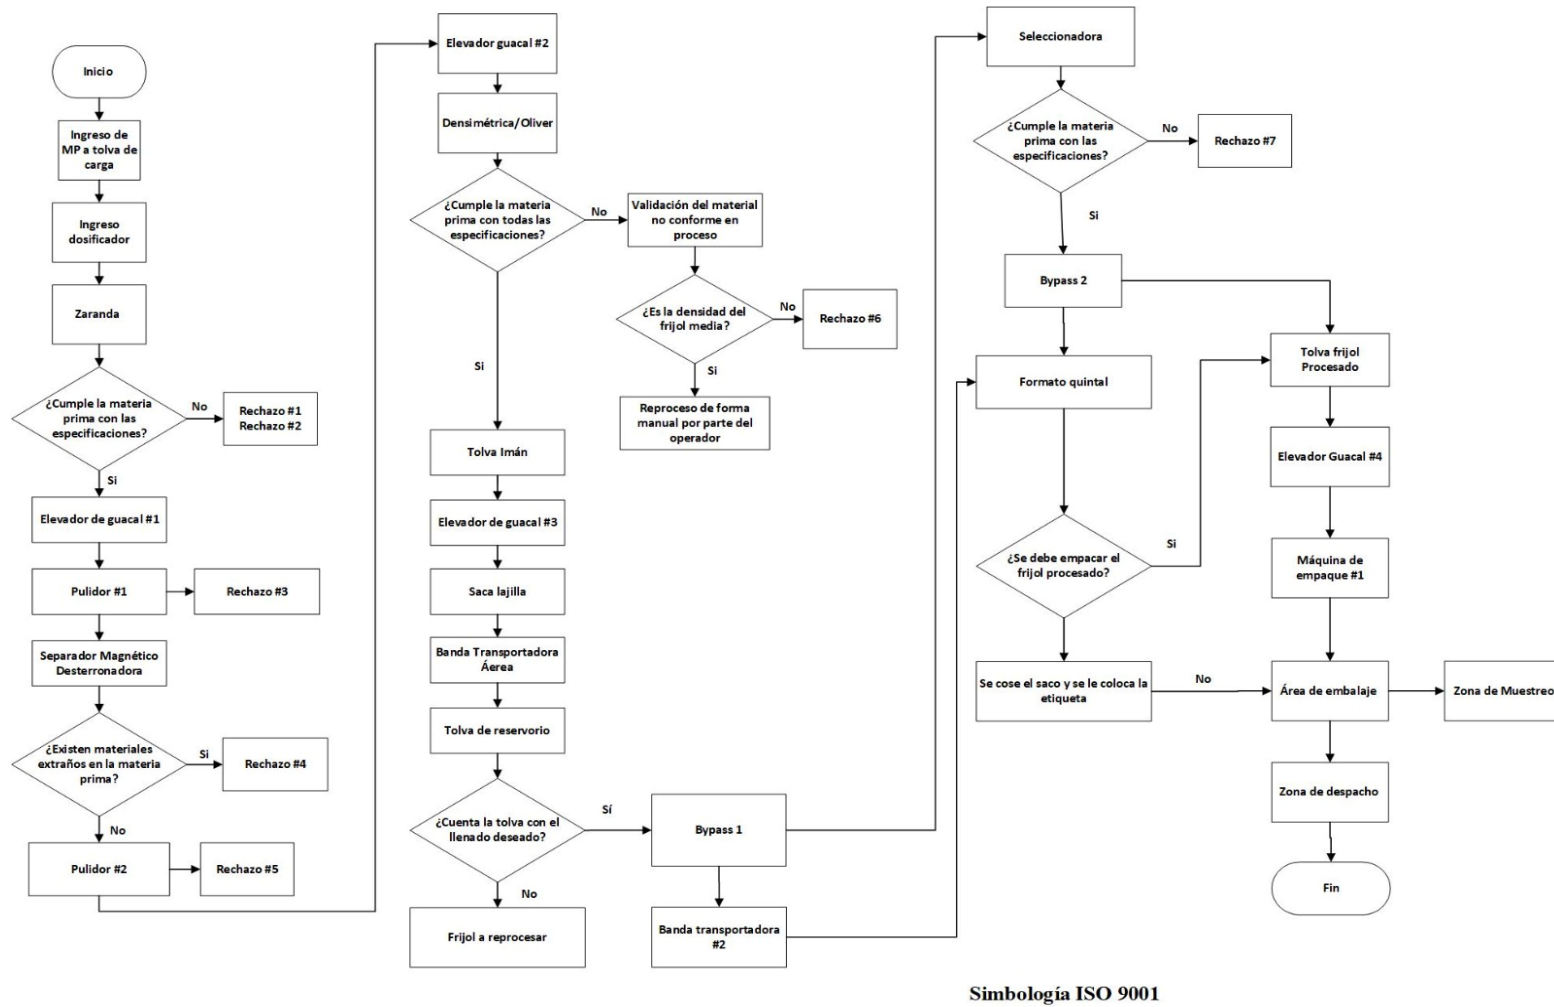 Inicio
Ingreso de
MP a tolva de
carga
Ingreso
dosificador
Zaranda
¿Cumple la materia
prima con las
especificaciones?
No
Rechazo #1
Rechazo #2
Si
Elevador de guacal #1
Pulidor #1
Rechazo #3
Separador Magnético
Desterronadora
¿Existen materiales
extraños en la materia
prima?
Si
Rechazo #4
No
Pulidor #2
Rechazo #5
Elevador guacal #2
Densimétrica/Oliver
¿Cumple la materia
prima con todas las
especificaciones?
No
Validación del material
no conforme en
proceso
¿Es la densidad del
frijol media?
No
Rechazo #6
Si
Reproceso de forma
manual por parte del
operador
Si
Tolva Imán
Elevador de guacal #3
Saca lajilla
Banda Transportadora
Áerea
Tolva de reservorio
¿Cuenta la tolva con el
llenado deseado?
Sí
Bypass 1
No
Frijol a reprocesar
Banda transportadora
#2
Seleccionadora
¿Cumple la materia
prima con las
especificaciones?
No
Rechazo #7
Si
Bypass 2
Formato quintal
Tolva frijol
Procesado
Elevador Guacal #4
¿Se debe empacar el
frijol procesado?
Si
Máquina de
empaque #1
Se cose el saco y se le coloca la
etiqueta
No
Área de embalaje
Zona de Muestreo
Zona de despacho
Fin
Simbología ISO 9001